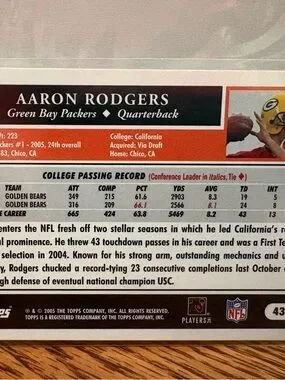 AARON RODGERS
Green Bay Packers ◆ Quarterback
t: 223 College: California
ackers #1 - 2005, 24th overall Acquired: Via Draft
83, Chico, CA Home: Chico, CA
COLLEGE PASSING RECORD (Conference Leader in Italics, Tie ◆)
TEAM ATT COMP PCT YDS AVG TD INT
GOLDEN BEARS 349 215 61.6 2903 8.3 19 5
GOLDEN BEARS 316 209 66.1 2566 8.1 24 8
E CAREER 665 424 63.8 5469 8.2 43 13
enters the NFL fresh off two stellar seasons in which he led California's
l prominence. He threw 43 touchdown passes in his career and was a First Te
selection in 2004. Known for his strong arm, outstanding mechanics and
y, Rodgers chucked a record-tying 23 consecutive completions last October
gh defense of eventual national champion USC.
PPS
® & © 2005 THE TOPPS COMPANY, INC. ALL RIGHTS RESERVED.
TOPPS IS A REGISTERED TRADEMARK OF THE TOPPS COMPANY, INC.
PLAYERS
NFL
43